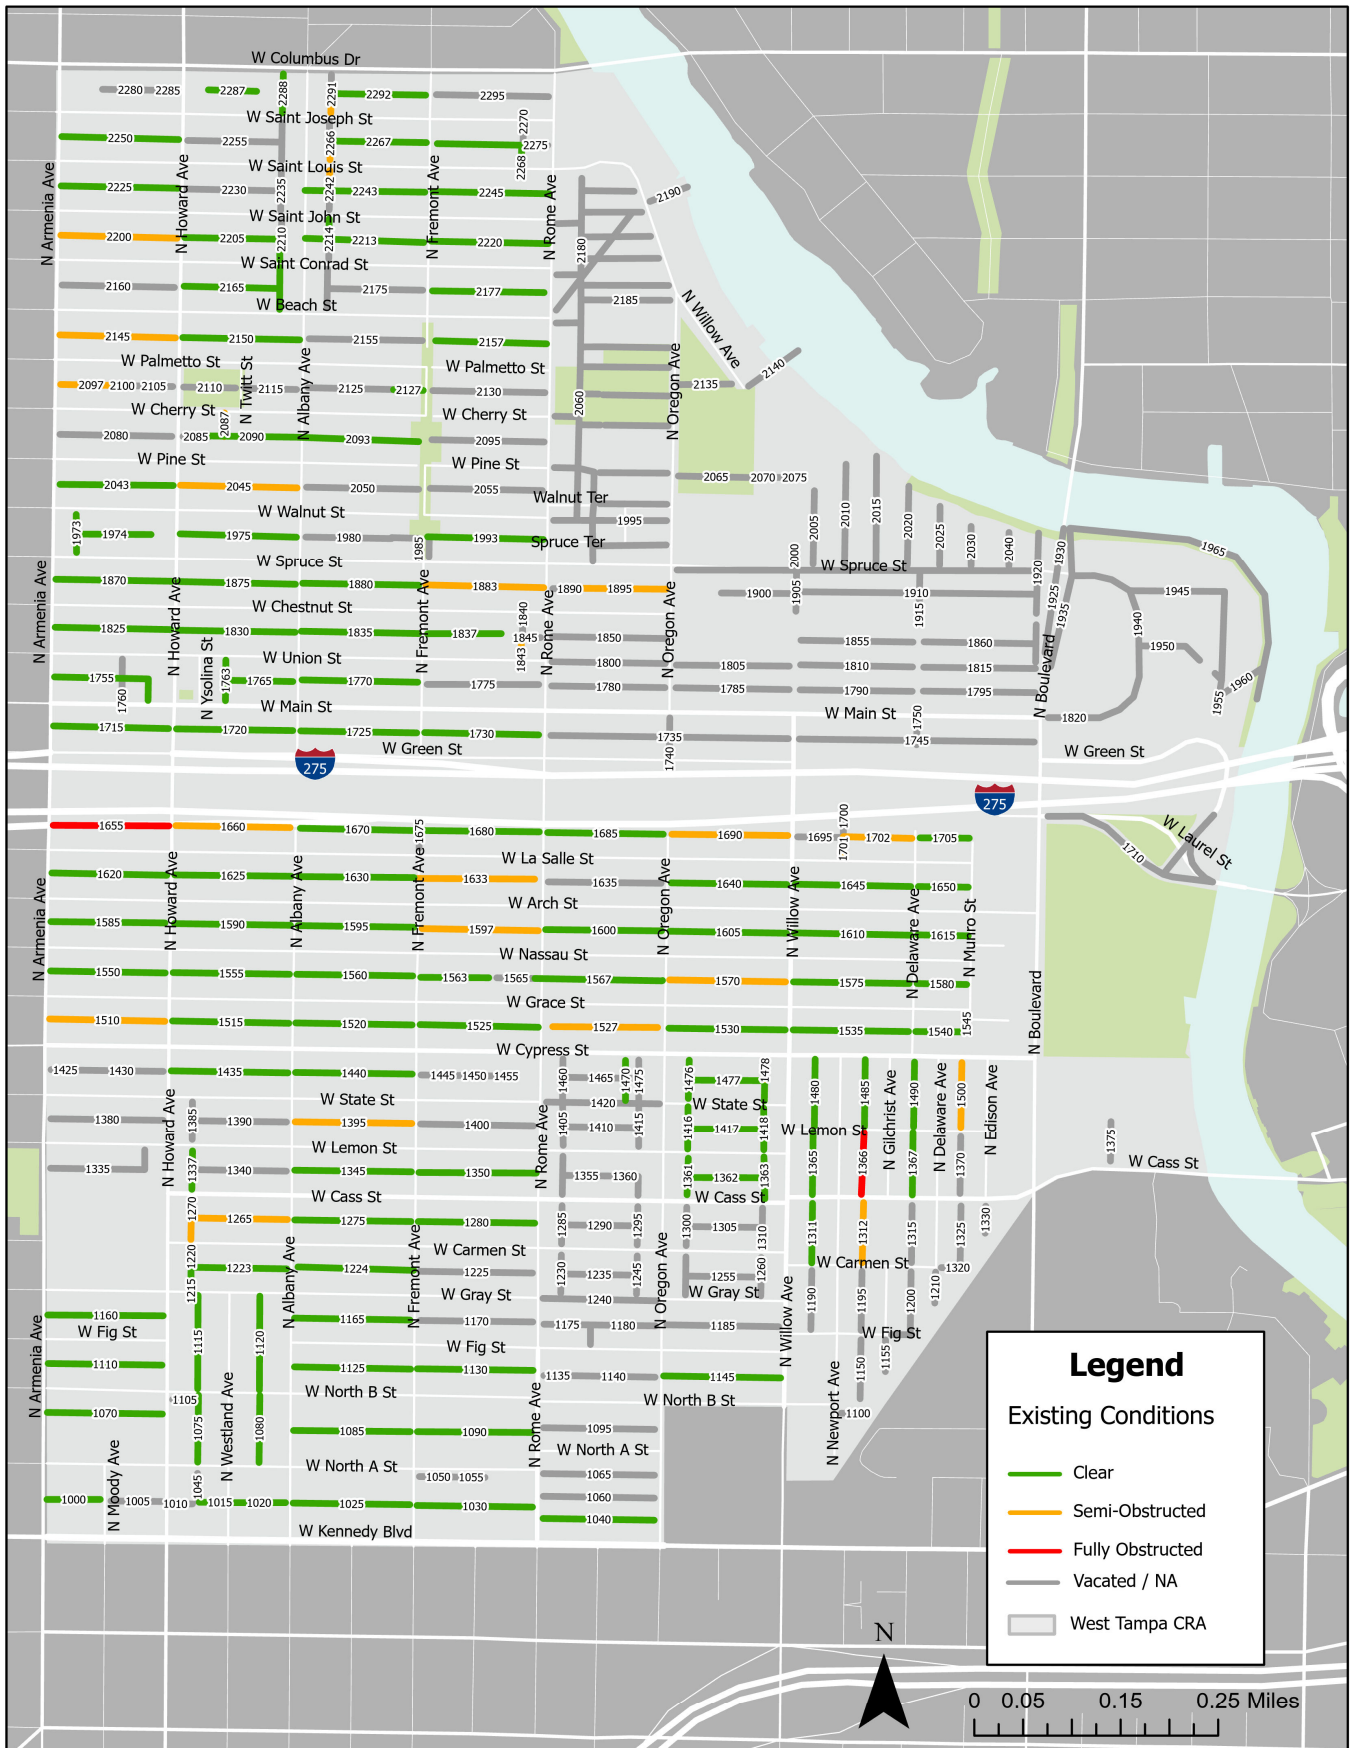 W Columbus Dr
2280 2285 2287 2288 2291 2292 2295
W Saint Joseph St
2270
2250 2255 2266 2267 2275
2268
W Saint Louis St
2225 2230 2235 2242 2243 2245 2190
N Armenia Ave
N Howard Ave
N Fremont Ave
N Rome Ave
W Saint John St
2200 2205 2210 2214 2213 2220 2180
W Saint Conrad St
2160 2165 2175 2177 2185
W Beach St
N Willow Ave
2145 2150 2155 2157
W Palmetto St
W Palmetto St
N Twitt St
N Albany Ave
N Oregon Ave
2140
2097 2100 2105 2110 2115 2125 2127 2130 2135
W Cherry St
W Cherry St
2060
2087
2080 2085 2090 2093 2095
W Pine St
W Pine St
2065 2070 2075
2043 2045 2050 2055
Walnut Ter
W Walnut St
1995
2005 2010 2015 2020 2025 2030 2040
1973 1974 1975 1980 1985 1993
Spruce Ter
1965
W Spruce St
2000
W Spruce St
1920 1930
1870 1875 1880 1883 1890 1895
1900 1905 1910 1915 1925 1935 1945
N Armenia Ave
N Howard Ave
N Fremont Ave
N Rome Ave
N Oregon Ave
W Chestnut St
1840
1825 1830 1835 1837 1845 1850 1855 1860 1940
1843
N Ysolina St
W Union St
1800 1805 1810 1815 1950
N Boulevard
1755 1760 1763 1765 1770 1775 1780 1785 1790 1795 1955 1960
W Main St
W Main St
1750
1820
1715 1720 1725 1730 1735 1745
W Green St
1740
W Green St
275
275
1655 1660 1670 1675 1680 1685 1690 1695 1700 1701 1702 1705
W Laurel St
1710
W La Salle St
1620 1625 1630 1633 1635 1640 1645 1650
N Armenia Ave
N Howard Ave
N Albany Ave
N Fremont Ave
N Oregon Ave
N Willow Ave
N Delaware Ave
N Munro St
W Arch St
1585 1590 1595 1597 1600 1605 1610 1615
W Nassau St
1550 1555 1560 1563 1565 1567 1570 1575 1580
W Grace St
N Boulevard
1510 1515 1520 1525 1527 1530 1535 1540 1545
W Cypress St
1425 1430 1435 1440 1445 1450 1455 1460 1465 1470 1475 1476 1477 1478 1480 1485 1490 1500
W State St
W State St
1420
1380 1385 1390 1395 1400 1405 1410 1415 1416 1417 1418
W Lemon St
N Gilchrist Ave
N Delaware Ave
N Edison Ave
1375
W Lemon St
N Howard Ave
N Rome Ave
1335 1337 1340 1345 1350 1355 1360 1361 1362 1363 1365 1366 1367 1370
W Cass St
W Cass St
W Cass St
1270
1265 1275 1280 1285 1290 1295 1300 1305 1310 1311 1312 1315 1325 1330
W Carmen St
W Carmen St
1220 1223 1224 1225 1230 1235 1245 1255 1260 1320
N Albany Ave
N Fremont Ave
N Oregon Ave
1215
W Gray St
1240
W Gray St
1190 1195 1200 1210
N Willow Ave
1160 1165 1170 1175 1180 1185
W Fig St
W Fig St
W Fig St
N Armenia Ave
1115 1120
1110 1125 1130 1135 1140 1145 1150 1155
W North B St
W North B St
1105
1070 1075 1080 1085 1090 1095 1100
N Westland Ave
N Rome Ave
N Newport Ave
W North A St
W North A St
1050 1055 1065
N Moody Ave
1060
1000 1005 1010 1045 1015 1020 1025 1030 1040
W Kennedy Blvd
Legend
Existing Conditions
Clear
Semi-Obstructed
Fully Obstructed
Vacated / NA
West Tampa CRA
N
0 0.05 0.15 0.25 Miles